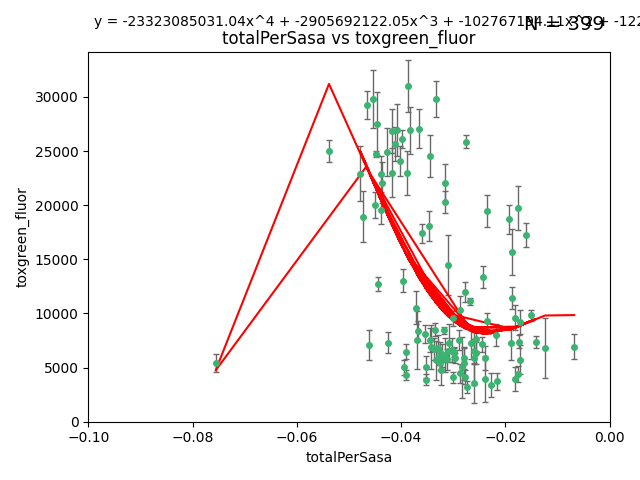 y = -23323085031.04x^4 + -2905692122.05x^3 +
N = 399
totalPerSasa vs toxgreen_fluor
30000
25000
20000
15000
10000
5000
0
toxgreen_fluor
−0.10 −0.08 −0.06 −0.04 −0.02 0.00
totalPerSasa